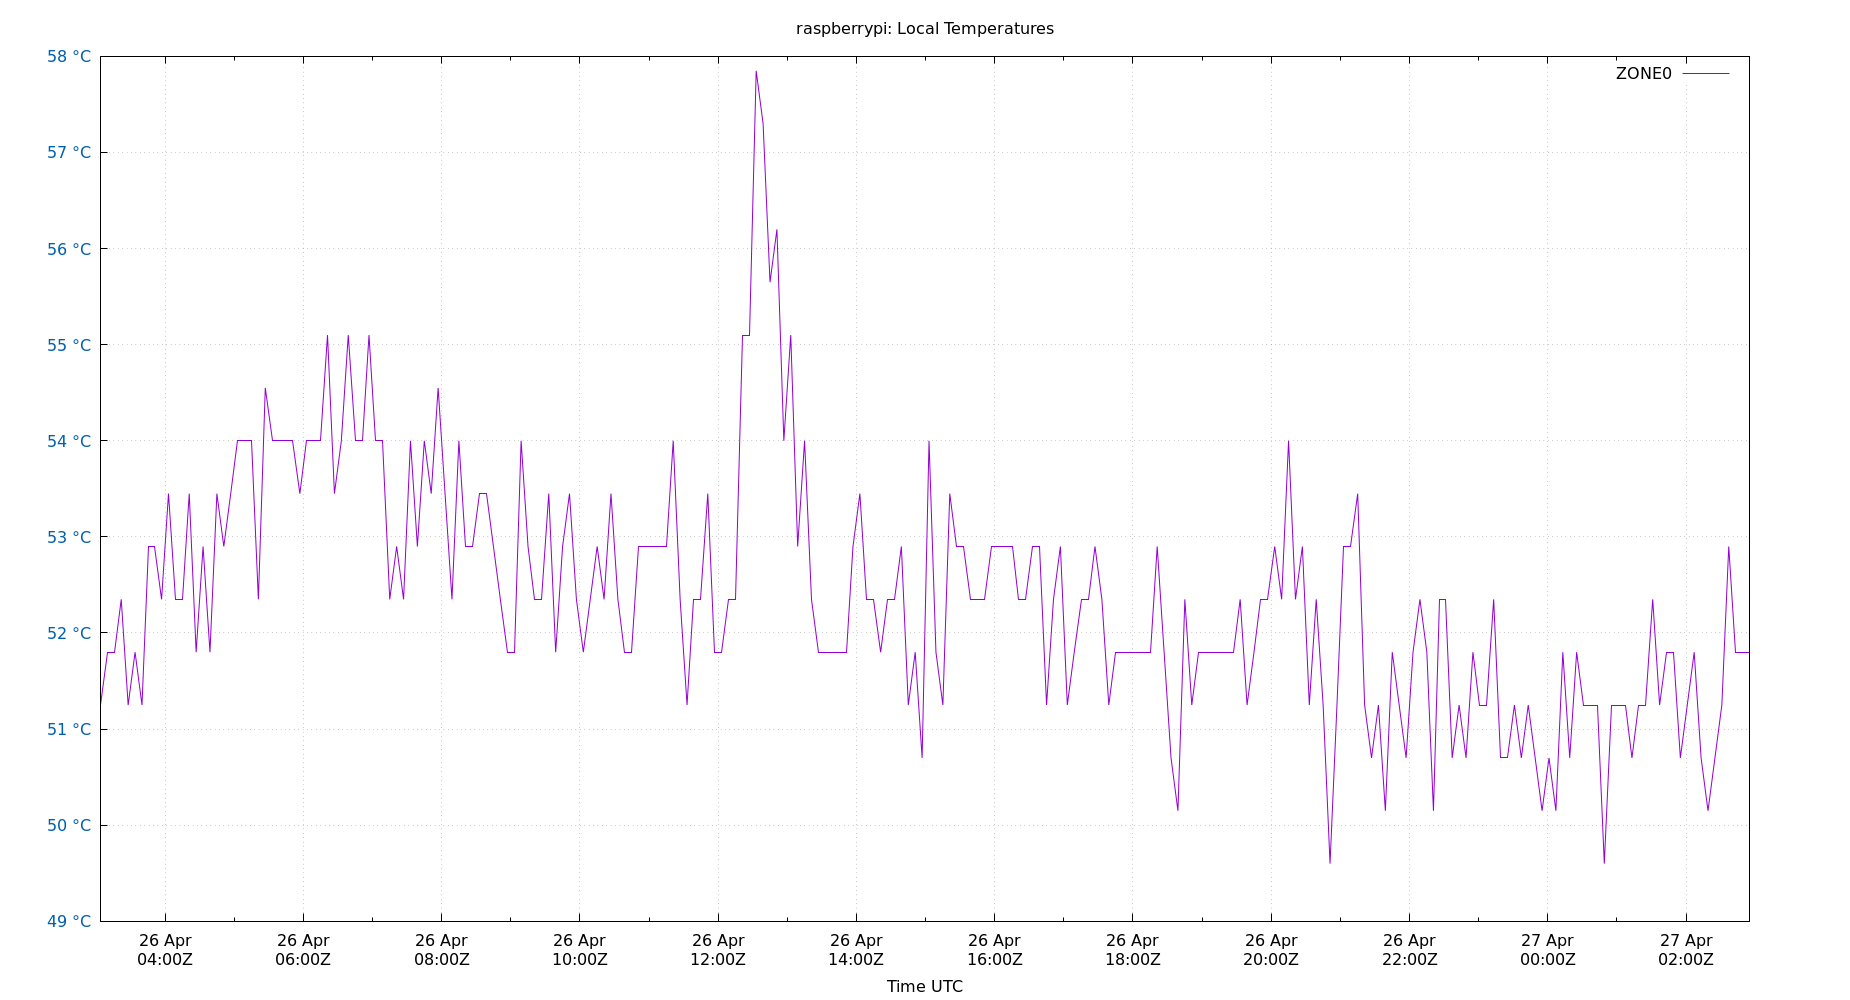 raspberrypi: Local Temperatures
58 °C
57 °C
56 °C
55 °C
54 °C
53 °C
52 °C
51 °C
50 °C
49 °C
ZONE0
26 Apr 26 Apr 26 Apr 26 Apr 26 Apr 26 Apr 26 Apr 26 Apr 26 Apr 26 Apr 27 Apr 27 Apr
04:00Z 06:00Z 08:00Z 10:00Z 12:00Z 14:00Z 16:00Z 18:00Z 20:00Z 22:00Z 00:00Z 02:00Z
Time UTC